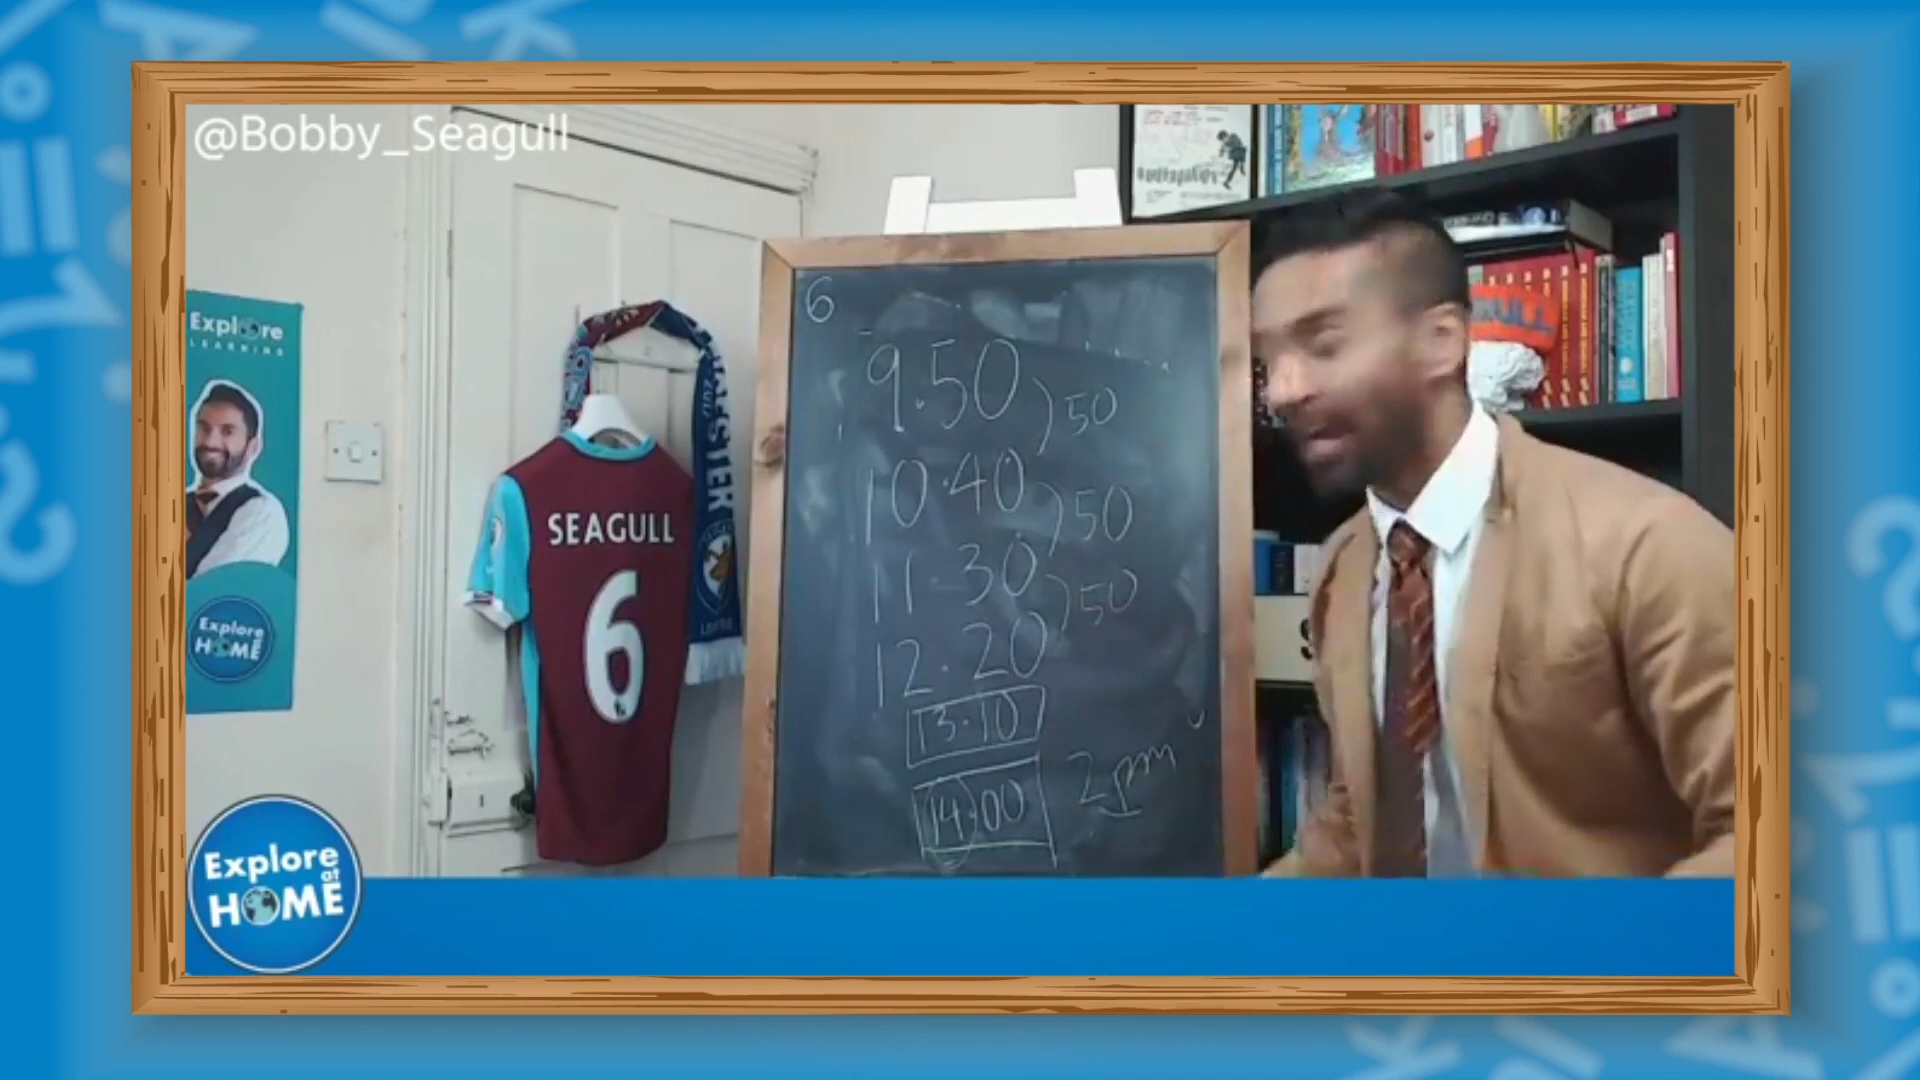 @Bobby_Seagull
Explore
LEARNING
Explore
HOME
SEAGULL
6
6
9.50
)50
10.40
)50
11.30
)50
12.20
13.10
14.00
2pm
Explore
at
HOME